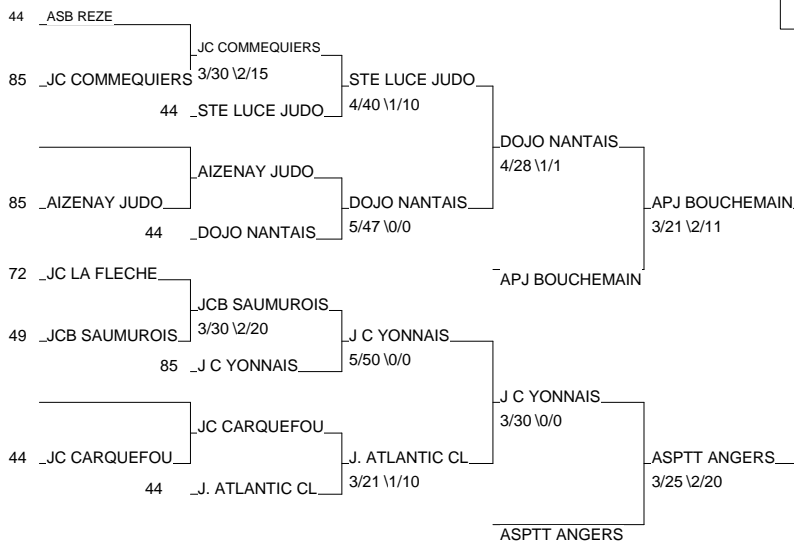 44 ASB REZE
JC COMMEQUIERS
3/30 \2/15
85 JC COMMEQUIERS
STE LUCE JUDO
4/40 \1/10
44 STE LUCE JUDO
DOJO NANTAIS
4/28 \1/1
AIZENAY JUDO
85 AIZENAY JUDO
DOJO NANTAIS
5/47 \0/0
APJ BOUCHEMAIN
3/21 \2/11
44 DOJO NANTAIS
72 JC LA FLECHE
APJ BOUCHEMAIN
JCB SAUMUROIS
3/30 \2/20
49 JCB SAUMUROIS
J C YONNAIS
5/50 \0/0
85 J C YONNAIS
J C YONNAIS
3/30 \0/0
JC CARQUEFOU
44 JC CARQUEFOU
J. ATLANTIC CL
3/21 \1/10
ASPTT ANGERS
3/25 \2/20
44 J. ATLANTIC CL
ASPTT ANGERS